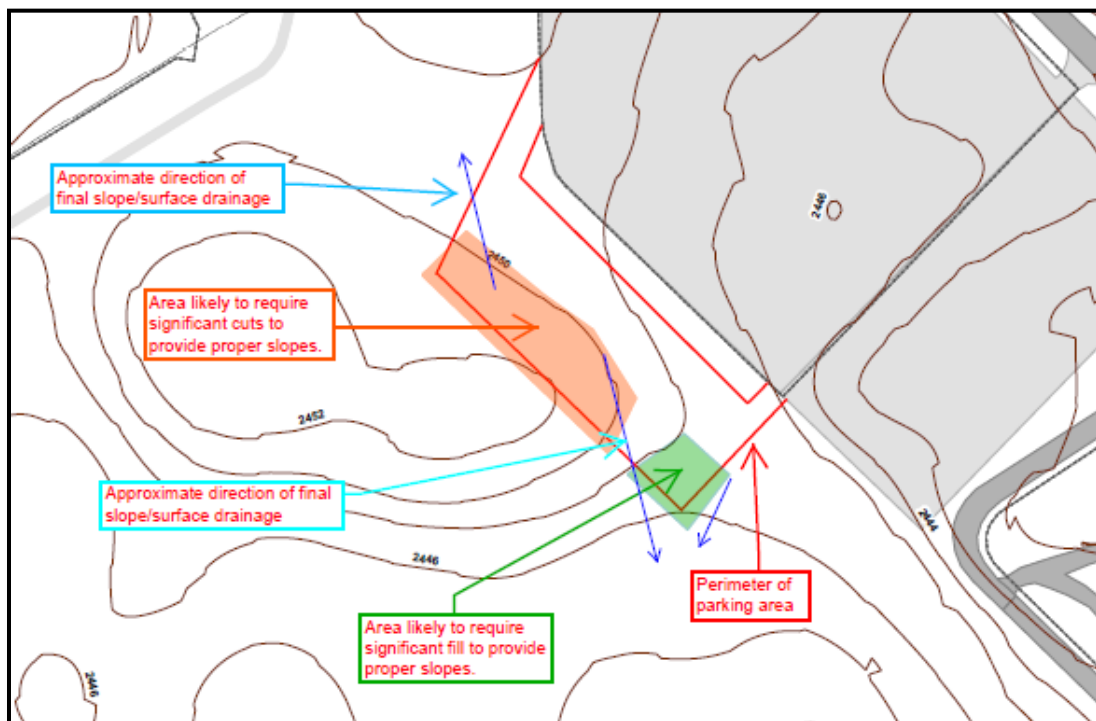 2446
Approximate direction of
final slope/surface drainage
2450
Area likely to require
significant cuts to
provide proper slopes.
2452
Approximate direction of final
slope/surface drainage
2444
2446
Perimeter of
parking area
Area likely to require
significant fill to provide
proper slopes.
2446